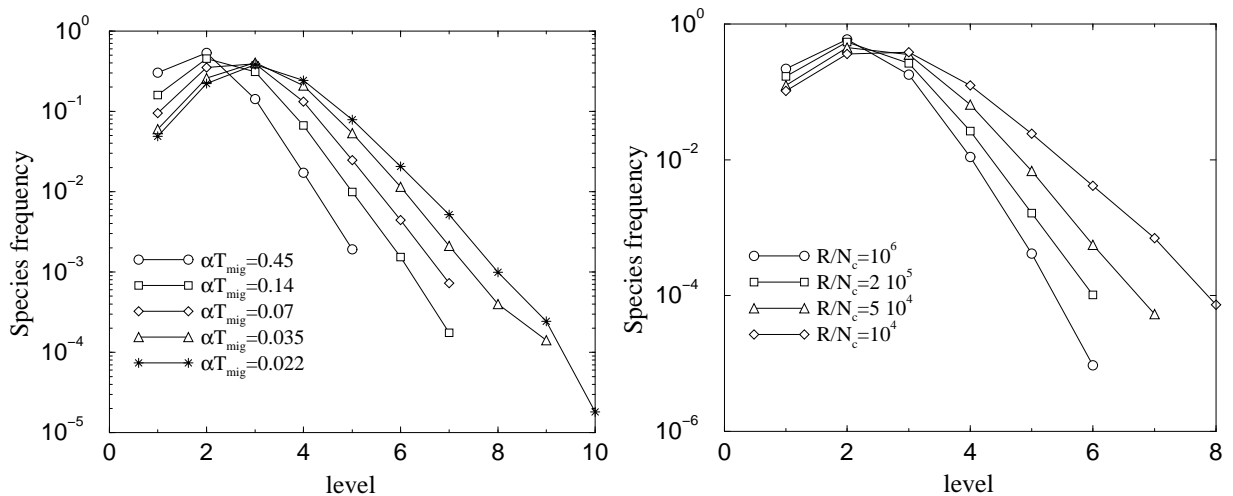 10^0
10^-1
10^-2
10^-3
10^-4
10^-5
Species frequency
αT_mig=0.45
αT_mig=0.14
αT_mig=0.07
αT_mig=0.035
αT_mig=0.022
0 2 4 6 8 10
level
10^0
10^-2
10^-4
10^-6
Species frequency
R/N_c=10^6
R/N_c=2 10^5
R/N_c=5 10^4
R/N_c=10^4
0 2 4 6 8
level